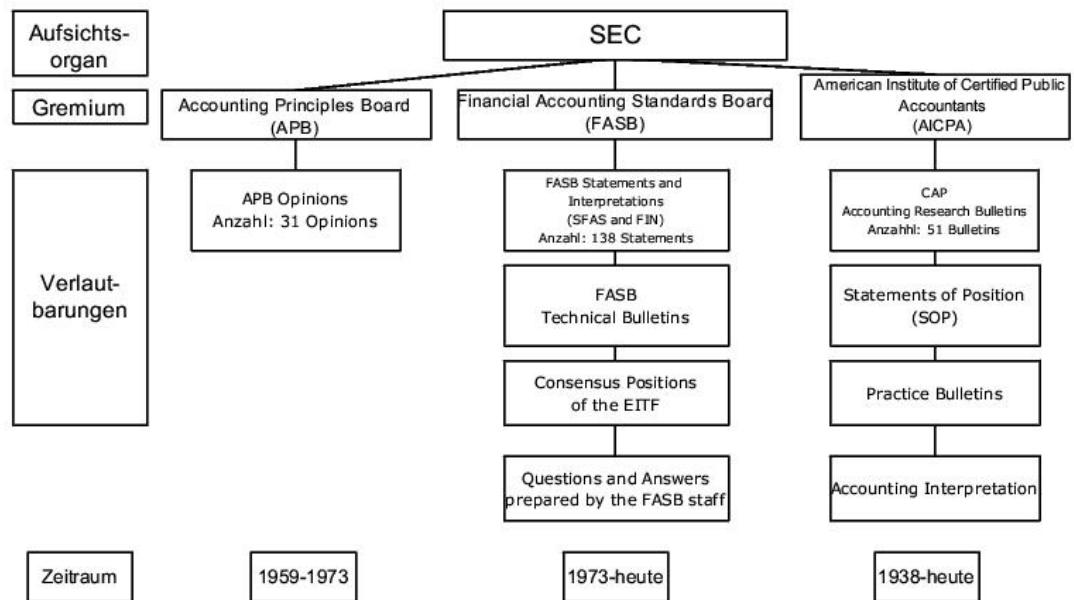 Aufsichts-
organ
SEC
Gremium
Accounting Principles Board
(APB)
Financial Accounting Standards Board
(FASB)
American Institute of Certified Public
Accountants
(AICPA)
Verlaut-
barungen
APB Opinions
Anzahl: 31 Opinions
FASB Statements and
Interpretations
(SFAS and FIN)
Anzahl: 138 Statements
CAP
Accounting Research Bulletins
Anzahhl: 51 Bulletins
FASB
Technical Bulletins
Statements of Position
(SOP)
Consensus Positions
of the EITF
Practice Bulletins
Questions and Answers
prepared by the FASB staff
Accounting Interpretation
Zeitraum
1959-1973
1973-heute
1938-heute